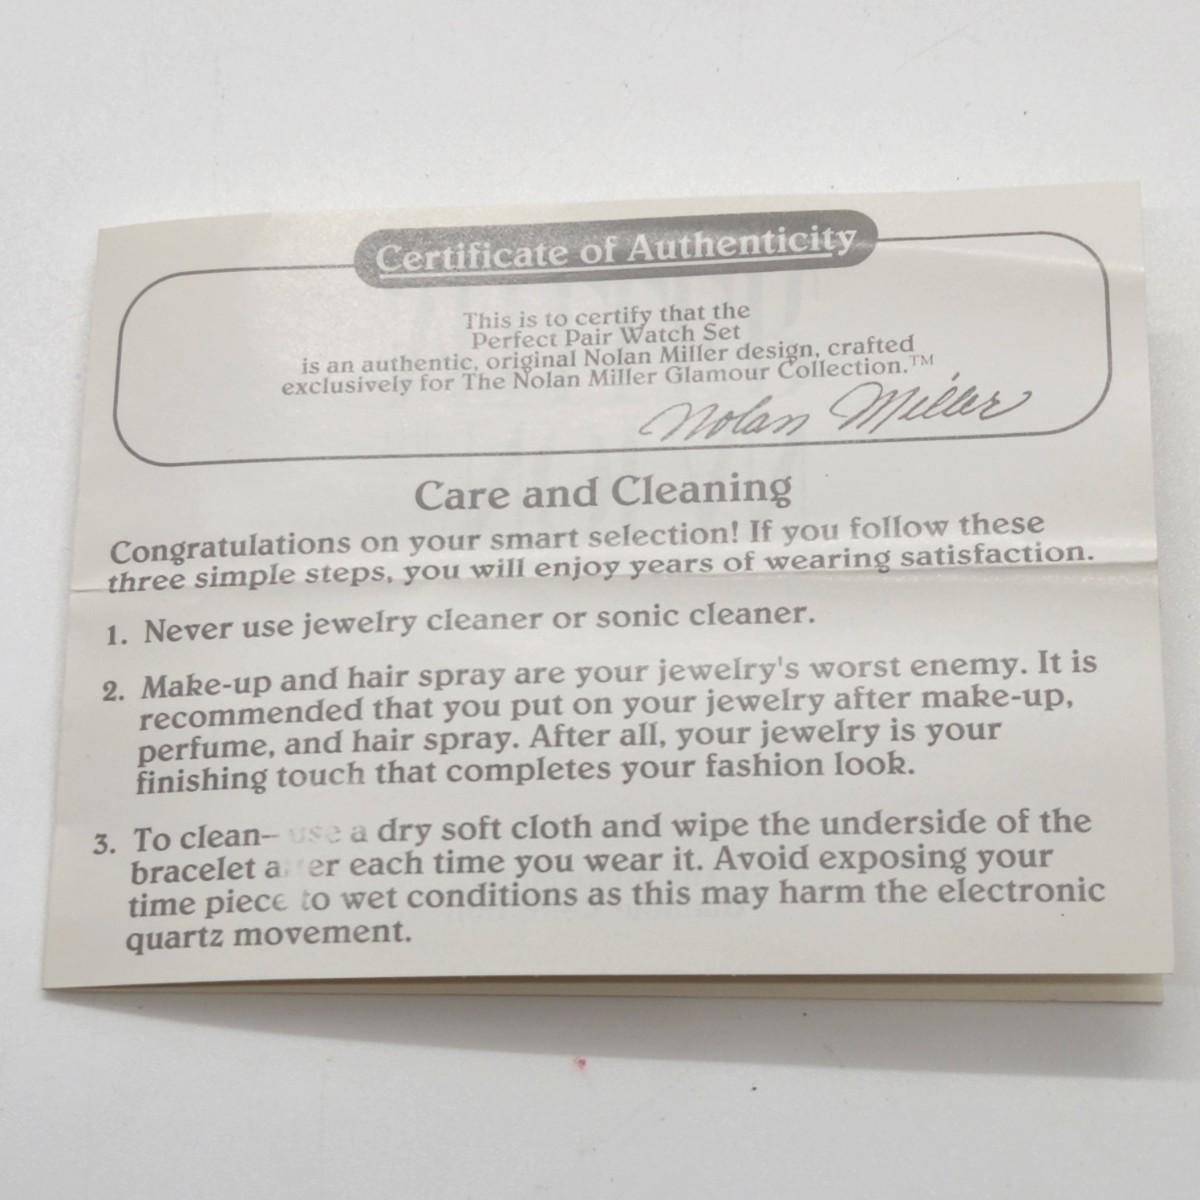 Certificate of Authenticity
This is to certify that the
Perfect Pair Watch Set
is an authentic, original Nolan Miller design, crafted
exclusively for The Nolan Miller Glamour Collection.™
Nolan Miller
Care and Cleaning
Congratulations on your smart selection! If you follow these
three simple steps, you will enjoy years of wearing satisfaction.
1. Never use jewelry cleaner or sonic cleaner.
2. Make-up and hair spray are your jewelry's worst enemy. It is
recommended that you put on your jewelry after make-up,
perfume, and hair spray. After all, your jewelry is your
finishing touch that completes your fashion look.
3. To clean– use a dry soft cloth and wipe the underside of the
bracelet after each time you wear it. Avoid exposing your
time piece to wet conditions as this may harm the electronic
quartz movement.